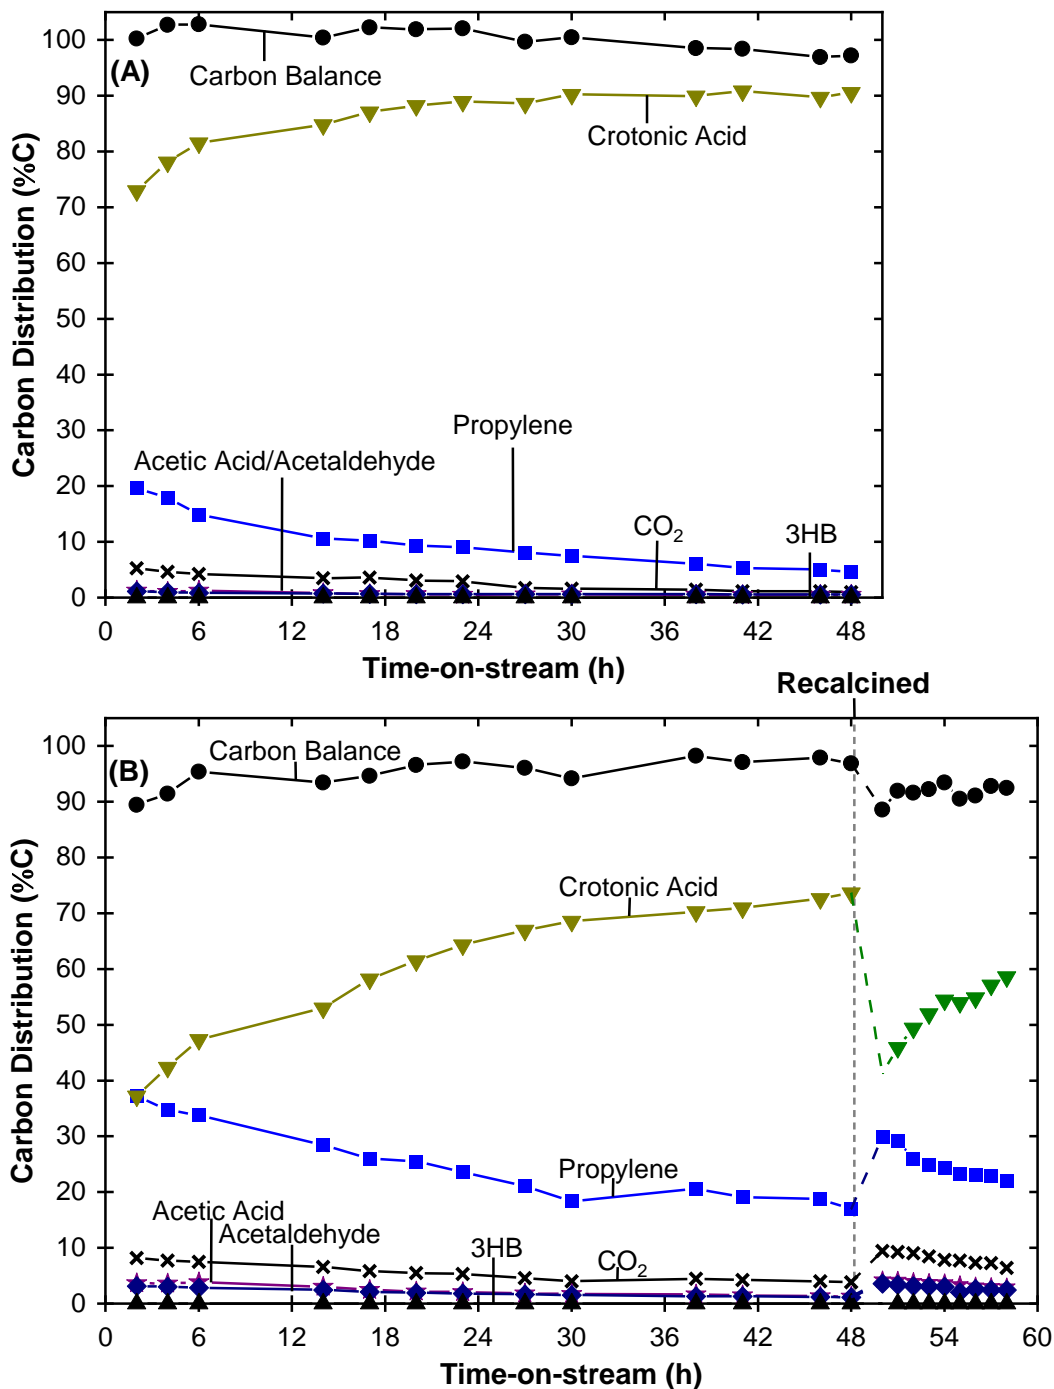 (A)
Carbon Distribution (%C)
100
90
80
70
60
50
40
30
20
10
0
Carbon Balance
Crotonic Acid
Propylene
Acetic Acid/Acetaldehyde
CO₂
3HB
0 6 12 18 24 30 36 42 48
Time-on-stream (h)
Recalcined
(B)
Carbon Distribution (%C)
100
90
80
70
60
50
40
30
20
10
0
Carbon Balance
Crotonic Acid
Propylene
Acetic Acid
Acetaldehyde
3HB
CO₂
0 6 12 18 24 30 36 42 48 54 60
Time-on-stream (h)